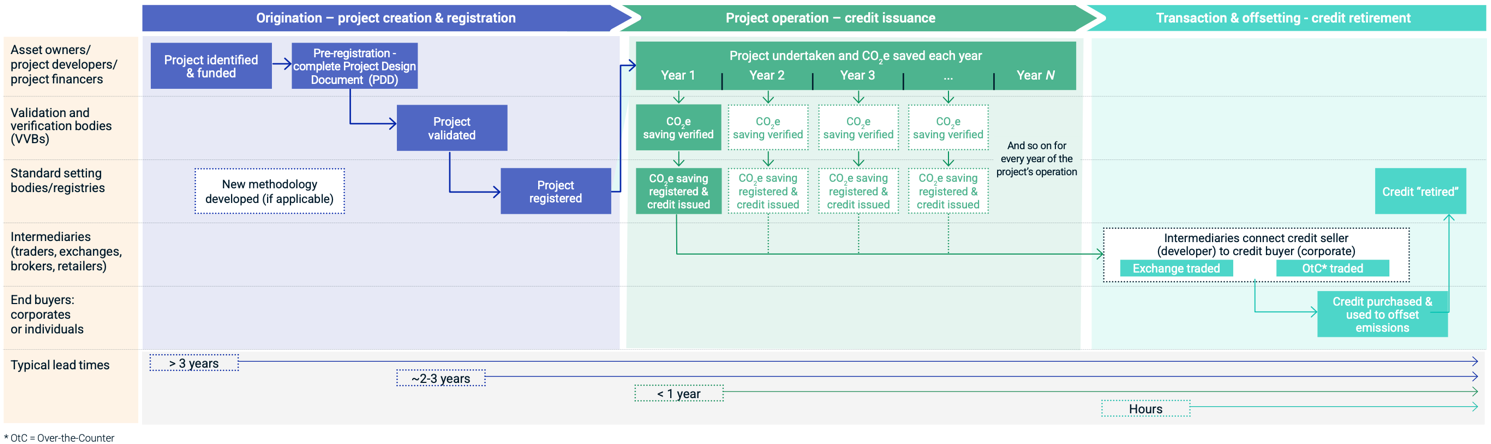 Origination – project creation & registration
Project operation – credit issuance
Transaction & offsetting - credit retirement
Asset owners/
project developers/
project financers
Project identified
& funded
Pre-registration -
complete Project Design
Document (PDD)
Project undertaken and CO2e saved each year
Year 1
Year 2
Year 3
...
Year N
Validation and
verification bodies
(VVBs)
Project
validated
CO2e
saving verified
CO2e
saving verified
CO2e
saving verified
CO2e
saving verified
And so on for
every year of the
project's operation
Standard setting
bodies/registries
New methodology
developed (if applicable)
Project
registered
CO2e saving
registered &
credit issued
CO2e saving
registered &
credit issued
CO2e saving
registered &
credit issued
CO2e saving
registered &
credit issued
Credit “retired”
Intermediaries
(traders, exchanges,
brokers, retailers)
Intermediaries connect credit seller
(developer) to credit buyer (corporate)
Exchange traded
OtC* traded
End buyers:
corporates
or individuals
Credit purchased &
used to offset
emissions
Typical lead times
> 3 years
~2-3 years
< 1 year
Hours
* OtC = Over-the-Counter